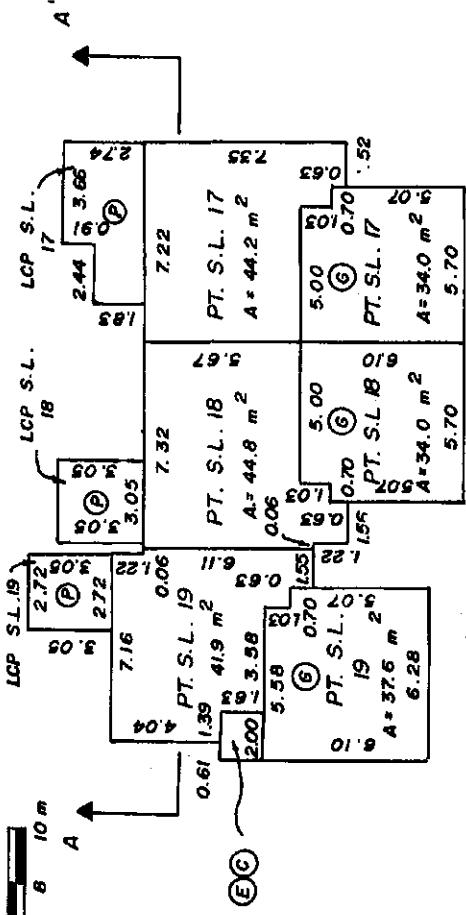 A'
A
8 10 m
LCP S.L. 19
2.72
3.05
P
3.05
2.72
LCP S.L.
18
3.05
P
3.05
3.05
LCP S.L.
17
3.66
2.74
0.91
P
2.44
1.83
7.16
1.22
0.06
4.04
6.11
PT. S.L. 19
41.9 m²
0.63
1.39
1.83
3.58
1.55
0.61
2.00
E C
7.32
5.67
PT. S.L. 18
A = 44.8 m²
0.06
1.03
0.63
1.22
1.56
7.22
7.35
PT. S.L. 17
A = 44.2 m²
0.63
.52
5.58
1.03
0.70
5.07
G
PT. S.L.
19
A = 37.6 m²
6.28
6.10
5.00
0.70
G
5.07
6.10
PT. S.L. 18
A = 34.0 m²
5.70
5.00
1.03
0.70
G
5.07
PT. S.L. 17
A = 34.0 m²
5.70